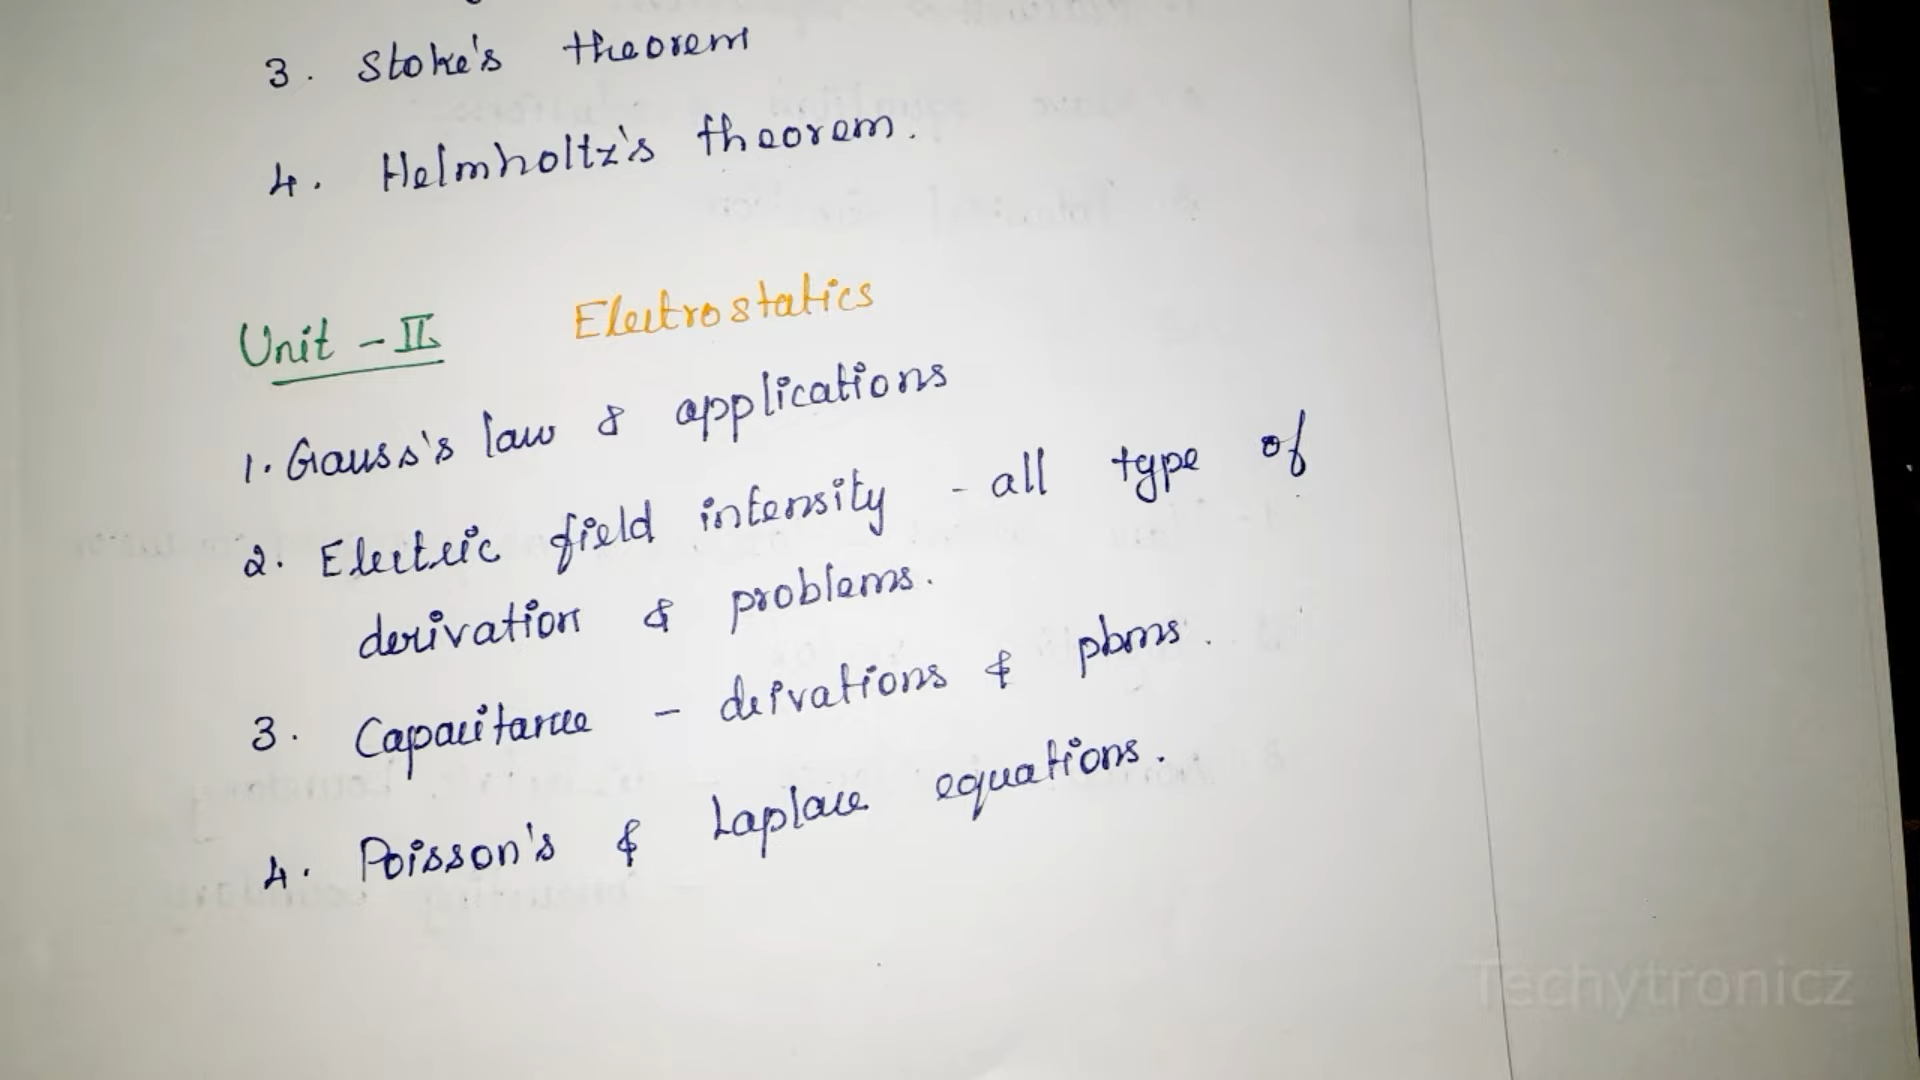 3. Stoke's theorem
4. Helmholtz's theorem.
Unit - II Electrostatics
1. Gauss's law & applications
2. Electric field intensity - all type of
derivation & problems.
3. Capacitance - deivations & pbms.
4. Poisson's & Laplace equations.
Techytronicz